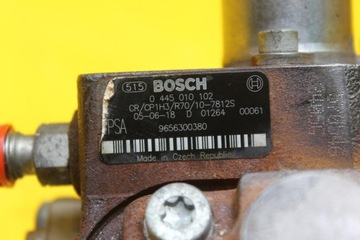 515 BOSCH
0 445 010 102
CR/CP1H3/R70/10-7812S
05-06-18 D 01264 00061
PSA 9656300380
Made in Czech Republic